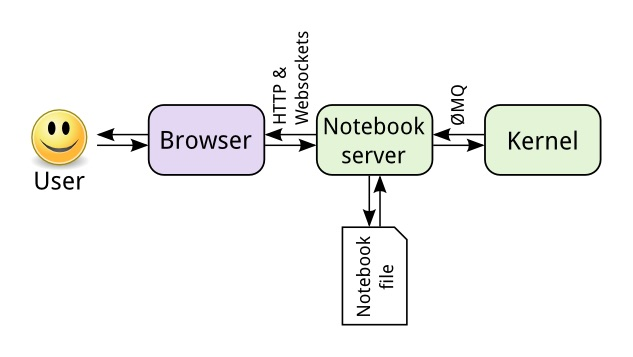 User
Browser
HTTP &
Websockets
Notebook
server
ØMQ
Kernel
Notebook
file